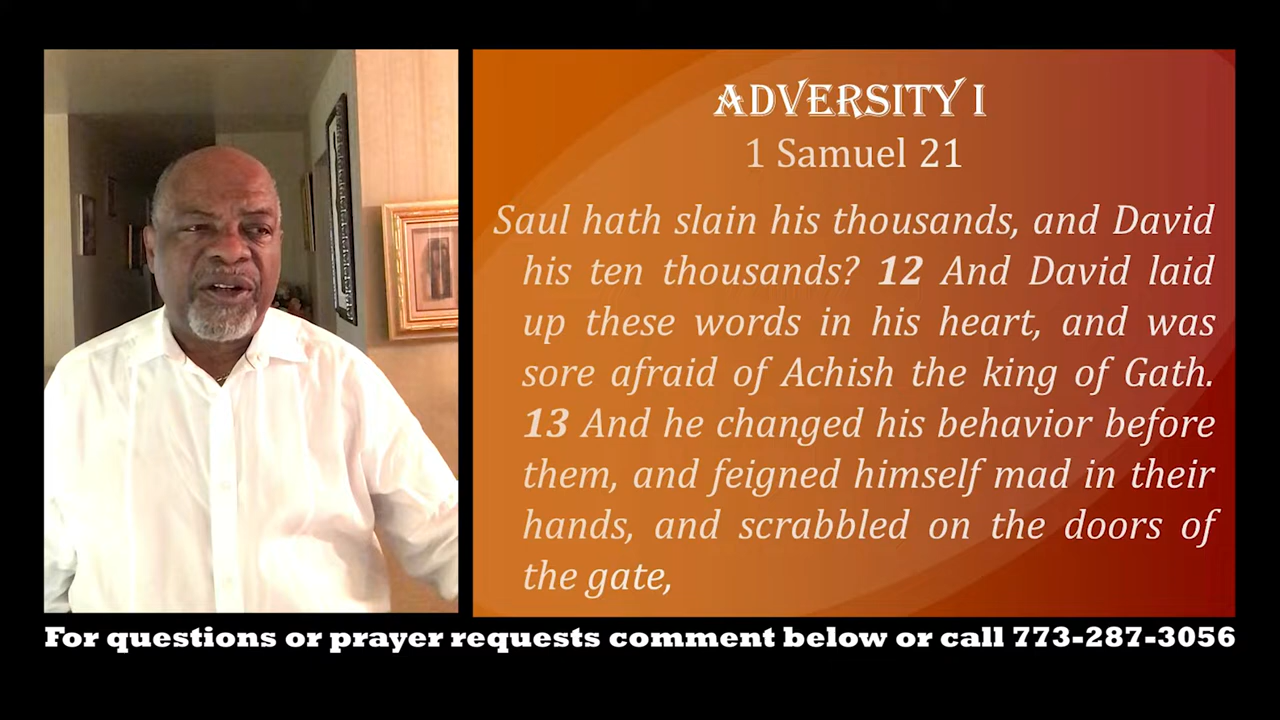 ADVERSITY I
1 Samuel 21
Saul hath slain his thousands, and David
his ten thousands? 12 And David laid
up these words in his heart, and was
sore afraid of Achish the king of Gath.
13 And he changed his behavior before
them, and feigned himself mad in their
hands, and scrabbled on the doors of
the gate,
For questions or prayer requests comment below or call 773-287-3056